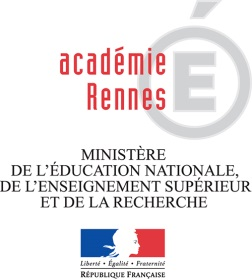 académie
Rennes
É
MINISTÈRE
DE L'ÉDUCATION NATIONALE,
DE L'ENSEIGNEMENT SUPÉRIEUR
ET DE LA RECHERCHE
Liberté • Égalité • Fraternité
RÉPUBLIQUE FRANÇAISE